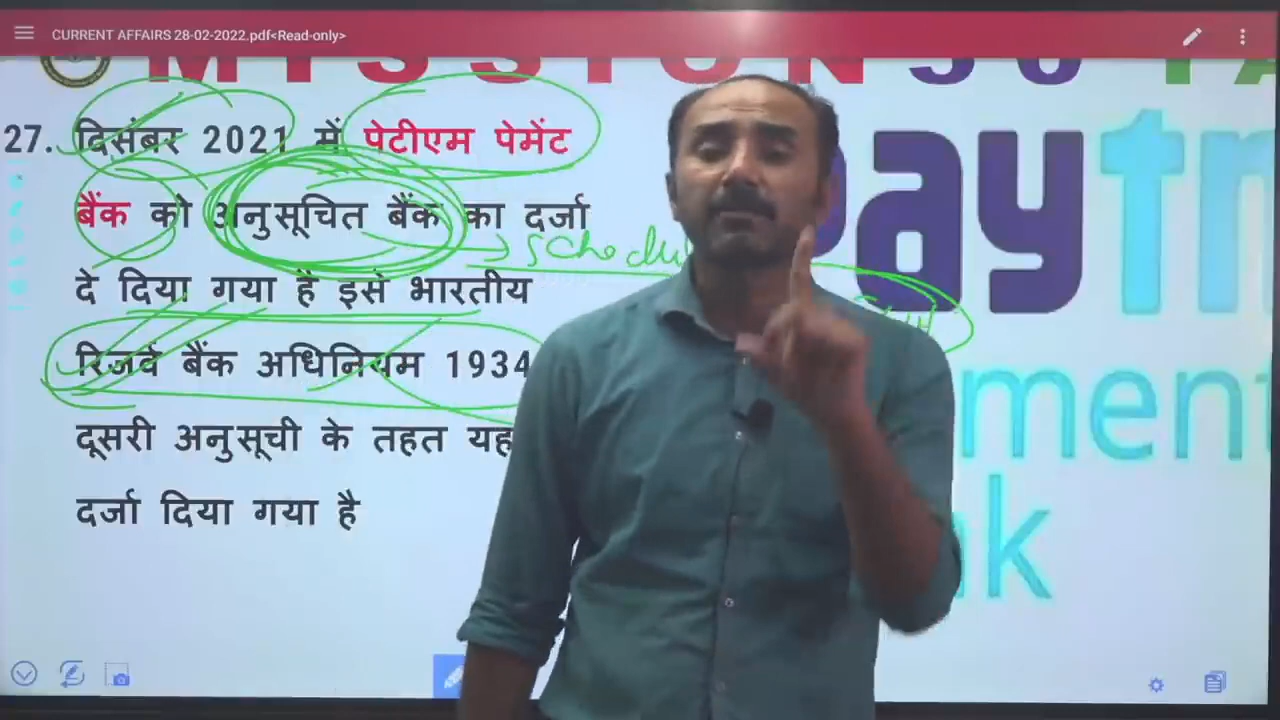 CURRENT AFFAIRS 28-02-2022.pdf<Read-only>
27. दिसंबर 2021 में पेटीएम पेमेंट
बैंक को अनुसूचित बैंक का दर्जा
दे दिया गया है इसे भारतीय
रिजर्व बैंक अधिनियम 1934
दूसरी अनुसूची के तहत यह
दर्जा दिया गया है